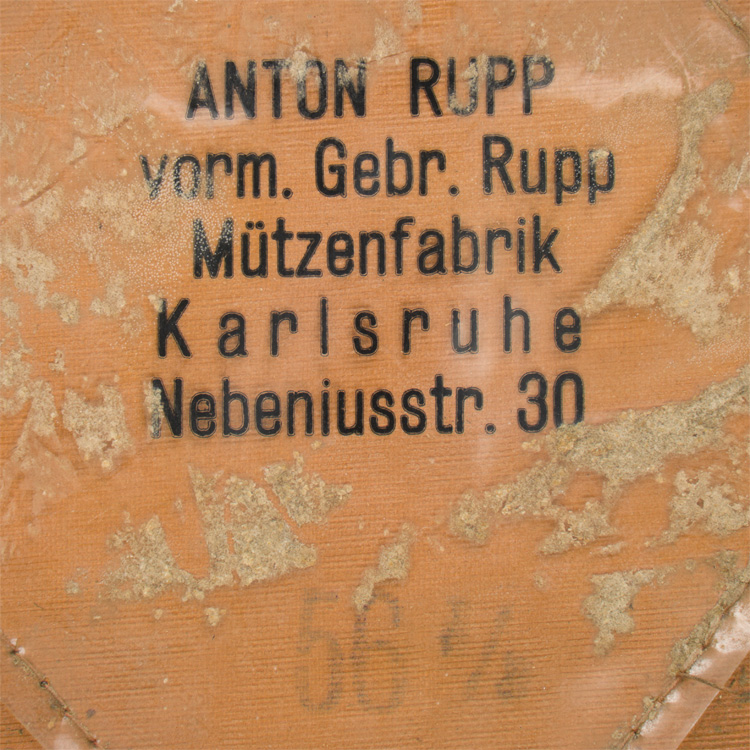 ANTON RUPP
vorm. Gebr. Rupp
Mützenfabrik
Karlsruhe
Nebeniusstr. 30
56